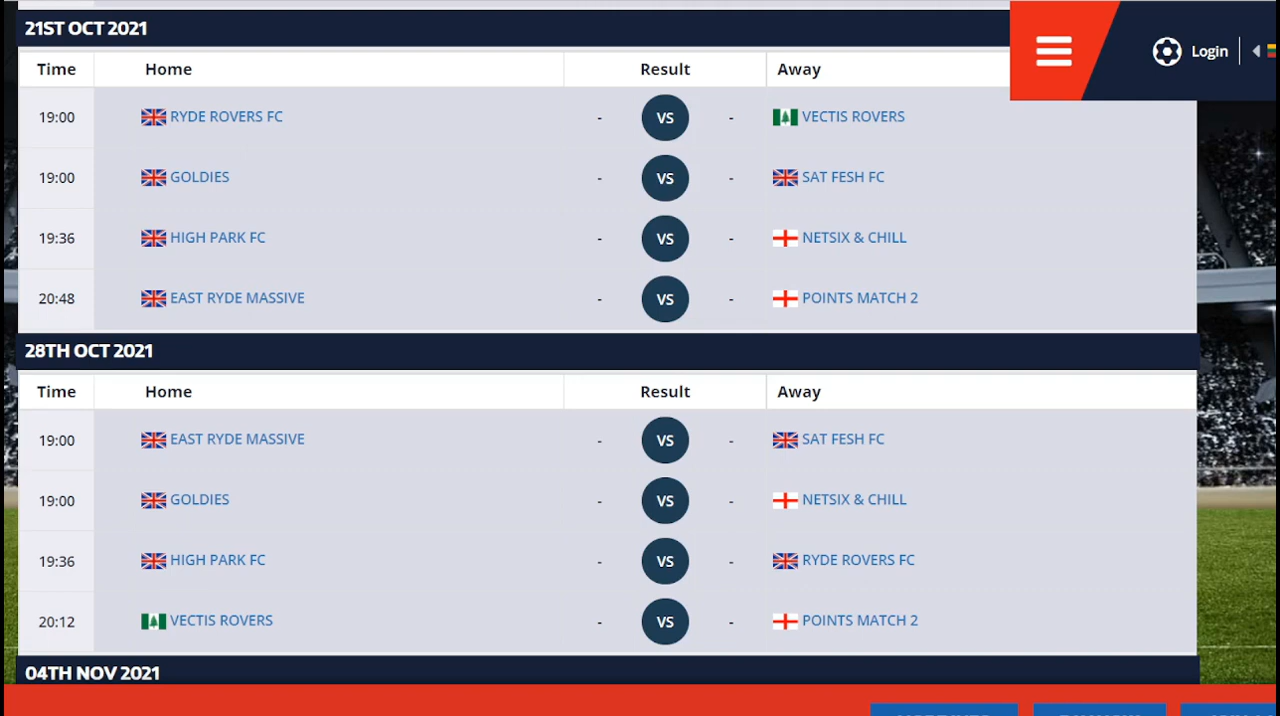 21ST OCT 2021
Login
Time Home Result Away
19:00 RYDE ROVERS FC - VS - VECTIS ROVERS
19:00 GOLDIES - VS - SAT FESH FC
19:36 HIGH PARK FC - VS - NETSIX & CHILL
20:48 EAST RYDE MASSIVE - VS - POINTS MATCH 2
28TH OCT 2021
Time Home Result Away
19:00 EAST RYDE MASSIVE - VS - SAT FESH FC
19:00 GOLDIES - VS - NETSIX & CHILL
19:36 HIGH PARK FC - VS - RYDE ROVERS FC
20:12 VECTIS ROVERS - VS - POINTS MATCH 2
04TH NOV 2021